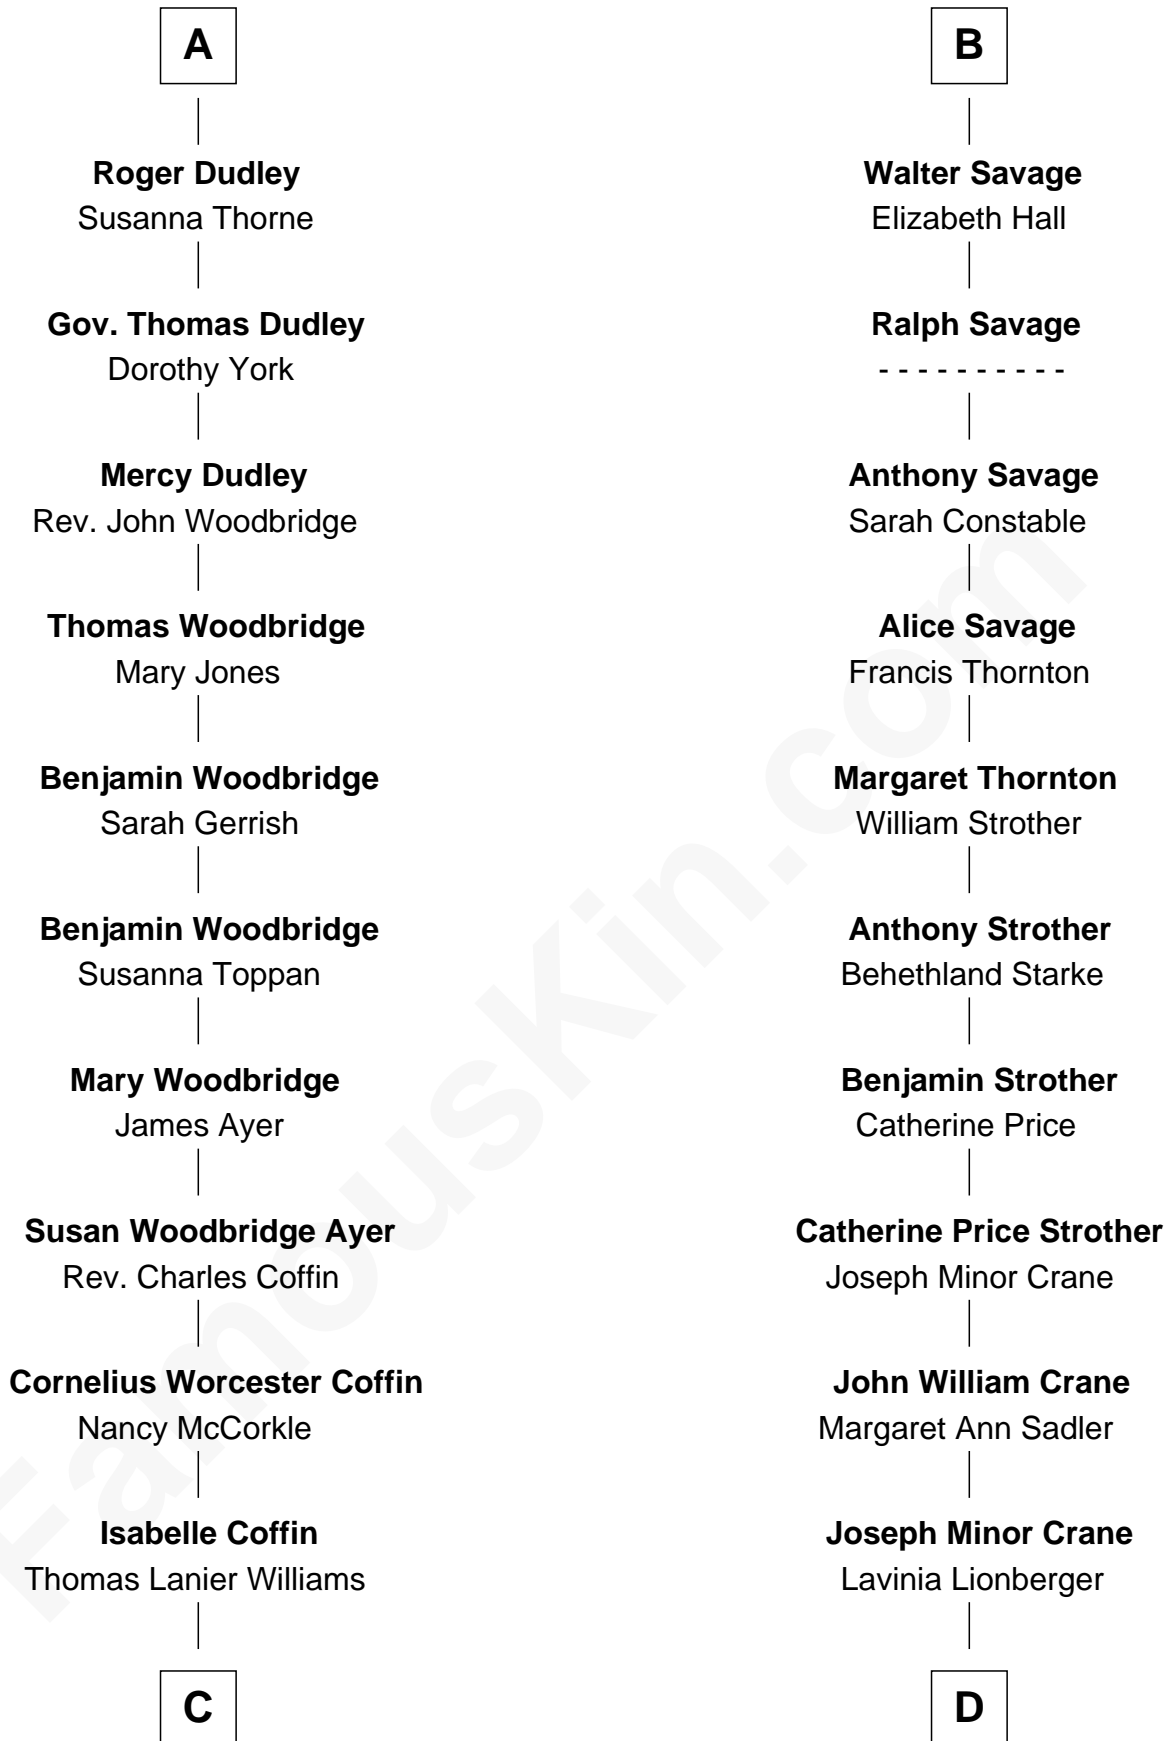 A
Roger Dudley
Susanna Thorne
Gov. Thomas Dudley
Dorothy York
Mercy Dudley
Rev. John Woodbridge
Thomas Woodbridge
Mary Jones
Benjamin Woodbridge
Sarah Gerrish
Benjamin Woodbridge
Susanna Toppan
Mary Woodbridge
James Ayer
Susan Woodbridge Ayer
Rev. Charles Coffin
Cornelius Worcester Coffin
Nancy McCorkle
Isabelle Coffin
Thomas Lanier Williams
C
B
Walter Savage
Elizabeth Hall
Ralph Savage
- - - - - - - - - -
Anthony Savage
Sarah Constable
Alice Savage
Francis Thornton
Margaret Thornton
William Strother
Anthony Strother
Behethland Starke
Benjamin Strother
Catherine Price
Catherine Price Strother
Joseph Minor Crane
John William Crane
Margaret Ann Sadler
Joseph Minor Crane
Lavinia Lionberger
D
FamousKin.com